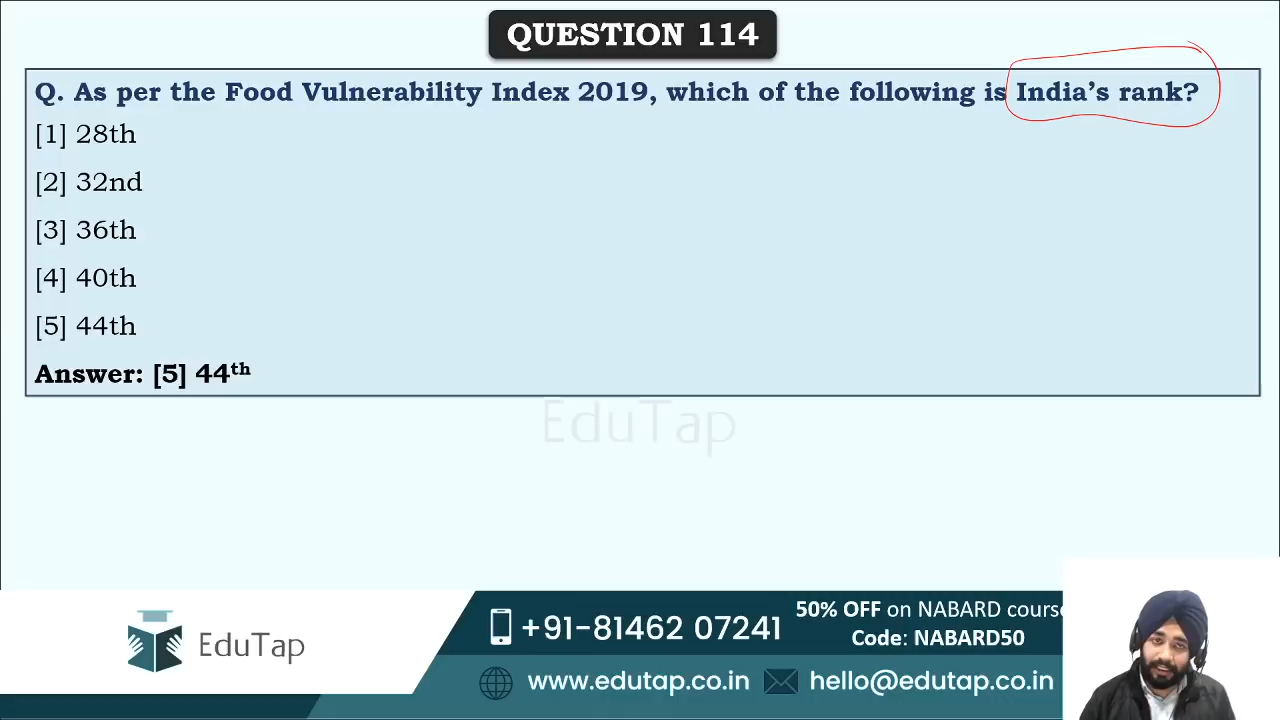 QUESTION 114
Q. As per the Food Vulnerability Index 2019, which of the following is India’s rank?
[1] 28th
[2] 32nd
[3] 36th
[4] 40th
[5] 44th
Answer: [5] 44th
EduTap
EduTap
+91-81462 07241
50% OFF on NABARD course
Code: NABARD50
www.edutap.co.in
hello@edutap.co.in